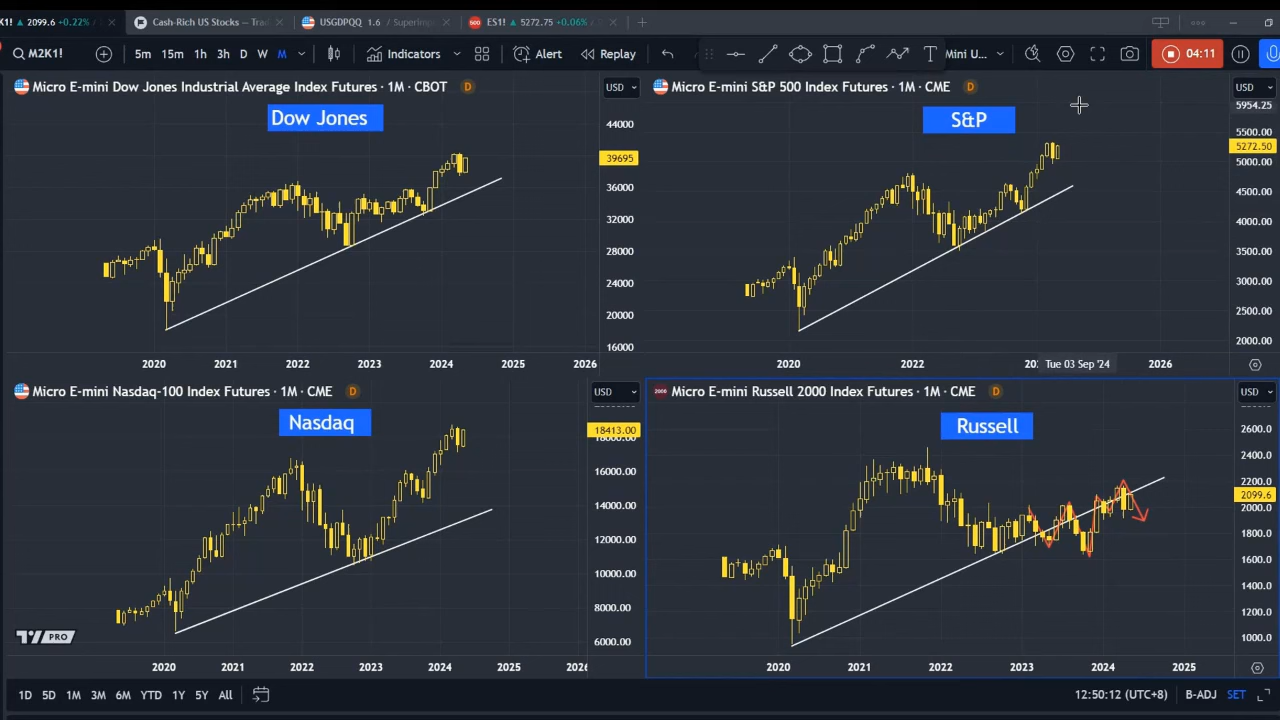 K1! 2099.6 +0.22%
Cash-Rich US Stocks — Tra
USGDPQQ 1.6 / Superimp
500 ES1! 5272.75 +0.06%
M2K1!
5m 15m 1h 3h D W M
Indicators
Alert
Replay
Mini U...
04:11
Micro E-mini Dow Jones Industrial Average Index Futures · 1M · CBOT D
USD
Dow Jones
44000
39695
36000
32000
28000
24000
20000
16000
2020 2021 2022 2023 2024 2025 2026
Micro E-mini S&P 500 Index Futures · 1M · CME D
USD
S&P
5954.25
5500.00
5272.50
5000.00
4500.00
4000.00
3500.00
3000.00
2500.00
2000.00
2020 2022 Tue 03 Sep '24 2026
Micro E-mini Nasdaq-100 Index Futures · 1M · CME D
USD
Nasdaq
18413.00
16000.00
14000.00
12000.00
10000.00
8000.00
6000.00
TV PRO
2020 2021 2022 2023 2024 2025 2026
2000 Micro E-mini Russell 2000 Index Futures · 1M · CME D
USD
Russell
2600.0
2400.0
2200.0
2099.6
2000.0
1800.0
1600.0
1400.0
1200.0
1000.0
2020 2021 2022 2023 2024 2025
1D 5D 1M 3M 6M YTD 1Y 5Y All
12:50:12 (UTC+8) B-ADJ SET